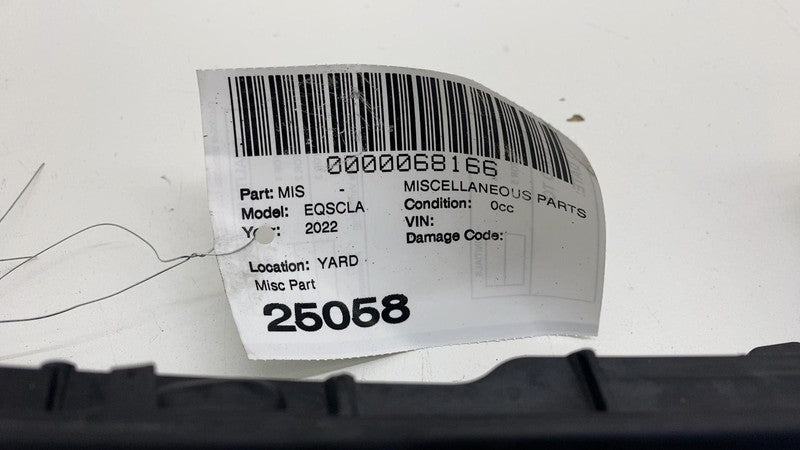 0000068166
Part: MIS - MISCELLANEOUS PARTS
Model: EQSCLA Condition: 0cc
Year: 2022 VIN:
Damage Code:
Location: YARD
Misc Part
25058